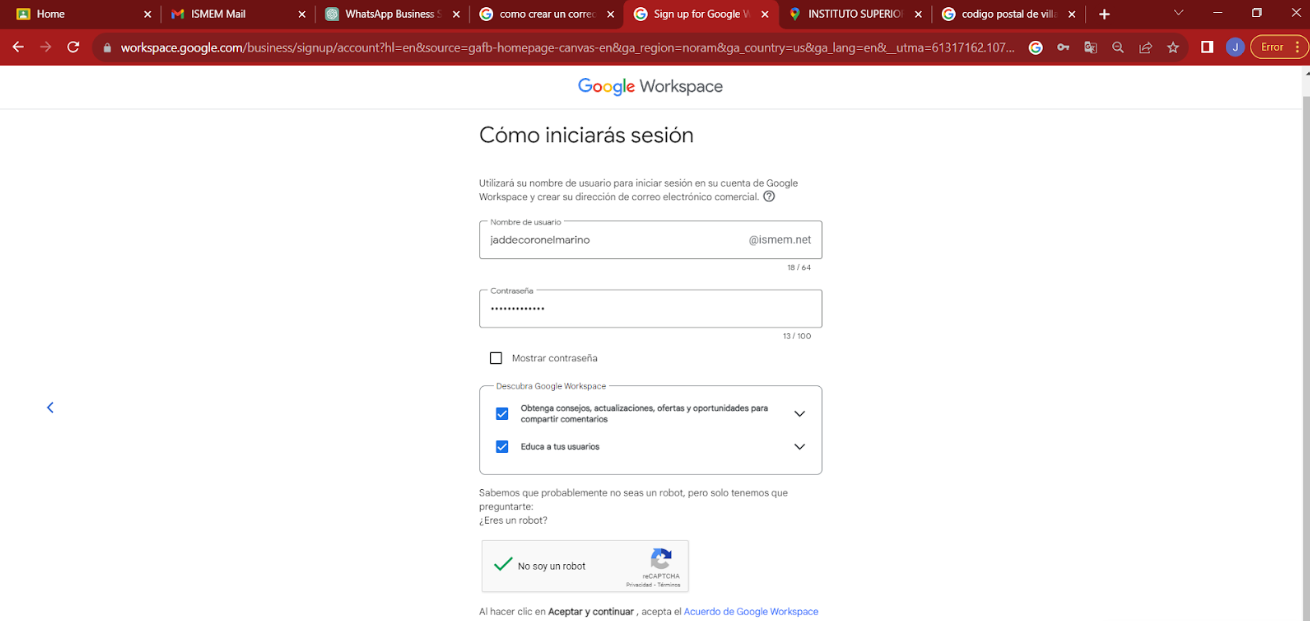 Home
ISMEM Mail
WhatsApp Business S
como crear un correo
Sign up for Google W
INSTITUTO SUPERIOR
codigo postal de villa
workspace.google.com/business/signup/account?hl=en&source=gafb-homepage-canvas-en&ga_region=noram&ga_country=us&ga_lang=en&__utma=61317162.107...
J
Error
Google Workspace
Cómo iniciarás sesión
Utilizará su nombre de usuario para iniciar sesión en su cuenta de Google
Workspace y crear su dirección de correo electrónico comercial.
Nombre de usuario
jaddecoronelmarino @ismem.net
18 / 64
Contraseña
•••••••••••••
13 / 100
Mostrar contraseña
Descubra Google Workspace
Obtenga consejos, actualizaciones, ofertas y oportunidades para
compartir comentarios
Educa a tus usuarios
Sabemos que probablemente no seas un robot, pero solo tenemos que
preguntarte:
¿Eres un robot?
No soy un robot
reCAPTCHA
Privacidad - Términos
Al hacer clic en Aceptar y continuar , acepta el Acuerdo de Google Workspace